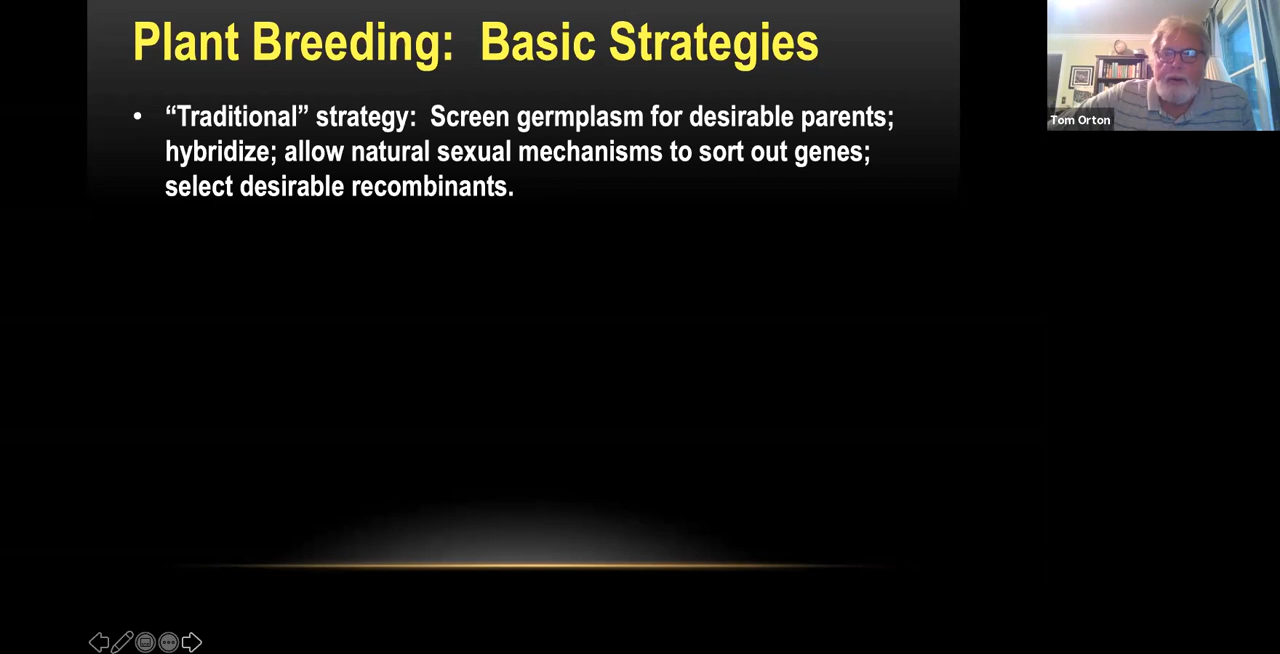 Plant Breeding:  Basic Strategies
• “Traditional” strategy:  Screen germplasm for desirable parents;
hybridize; allow natural sexual mechanisms to sort out genes;
select desirable recombinants.
Tom Orton